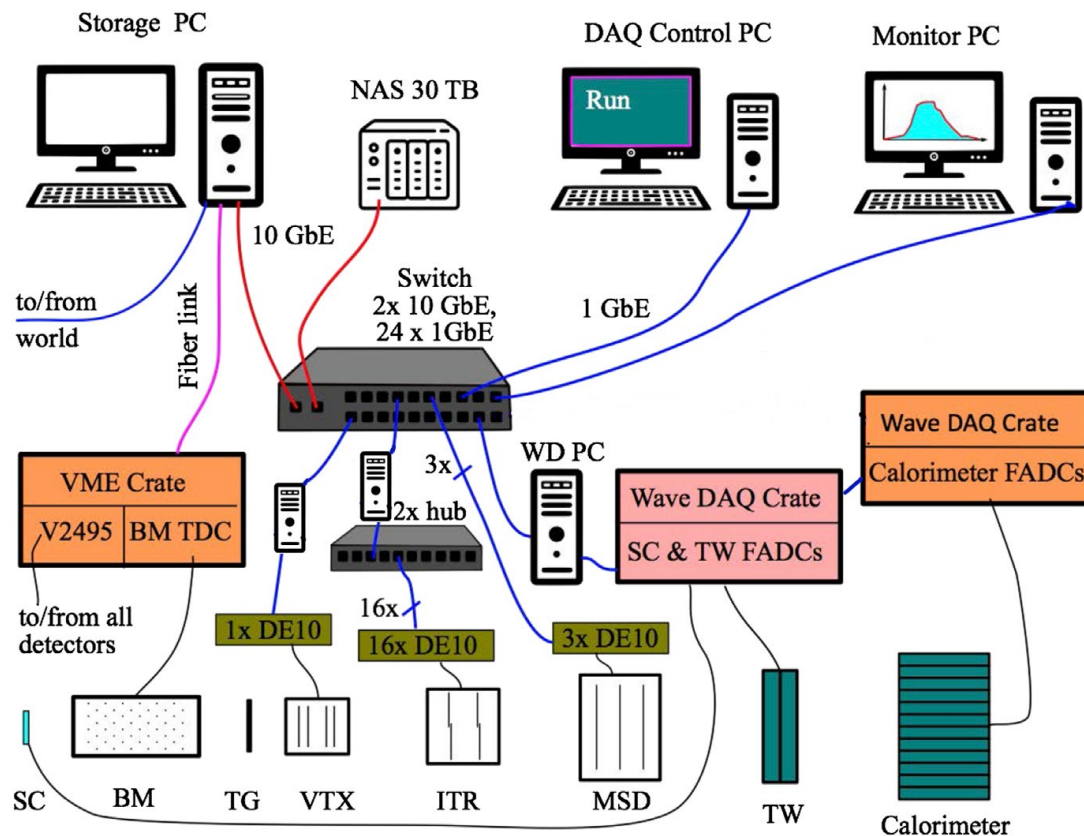 Storage PC
DAQ Control PC
Monitor PC
NAS 30 TB
Run
10 GbE
Switch
2x 10 GbE,
24 x 1GbE
1 GbE
to/from
world
Fiber link
Wave DAQ Crate
Calorimeter FADCs
VME Crate
V2495
BM TDC
3x
WD PC
Wave DAQ Crate
SC & TW FADCs
2x hub
to/from all
detectors
16x
1x DE10
16x DE10
3x DE10
SC
BM
TG
VTX
ITR
MSD
TW
Calorimeter